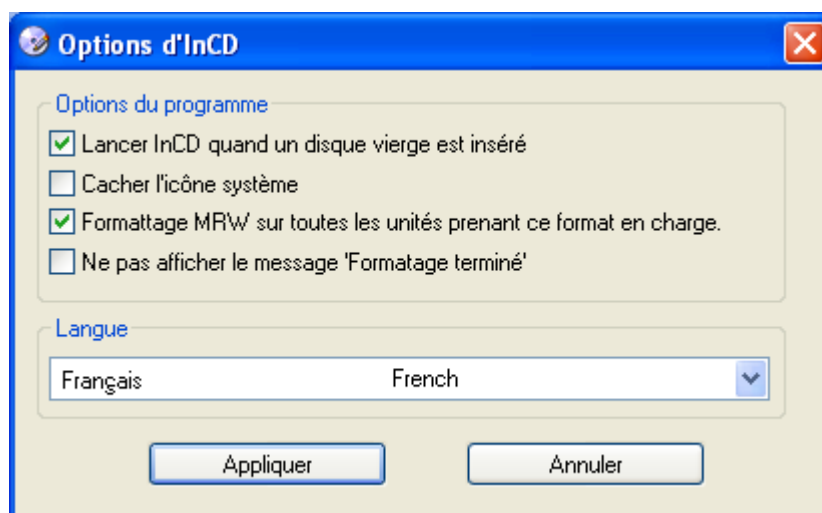 Options d'InCD
Options du programme
Lancer InCD quand un disque vierge est inséré
Cacher l'icône système
Formattage MRW sur toutes les unités prenant ce format en charge.
Ne pas afficher le message 'Formatage terminé'
Langue
Français French
Appliquer Annuler